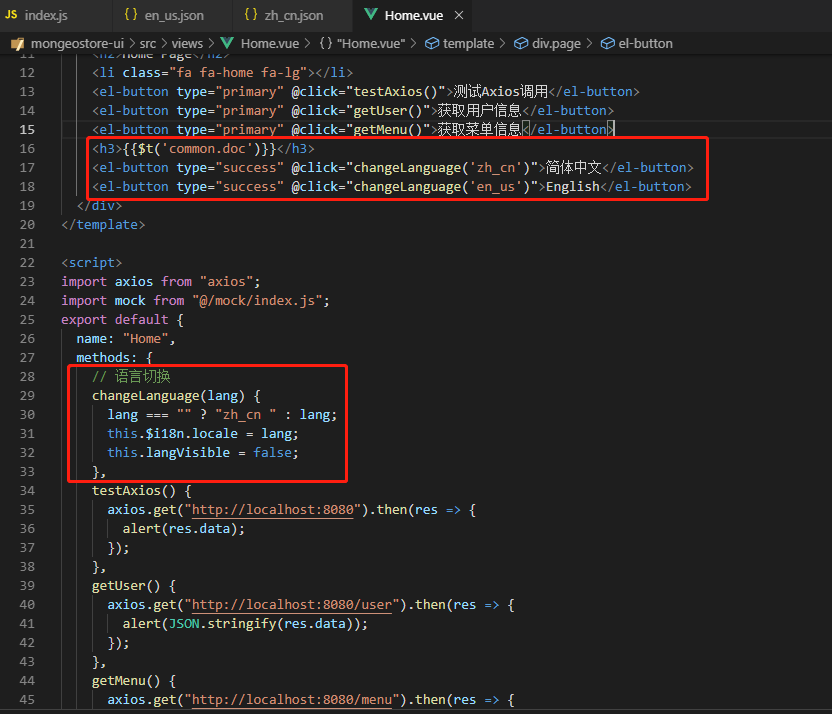 JS index.js {} en_us.json {} zh_cn.json Home.vue ×
mongeostore-ui > src > views > Home.vue > {} "Home.vue" > template > div.page > el-button
11 <h2>Home Page</h2>
12 <li class="fa fa-home fa-lg"></li>
13 <el-button type="primary" @click="testAxios()">测试Axios调用</el-button>
14 <el-button type="primary" @click="getUser()">获取用户信息</el-button>
15 <el-button type="primary" @click="getMenu()">获取菜单信息</el-button>
16 <h3>{{$t('common.doc')}}</h3>
17 <el-button type="success" @click="changeLanguage('zh_cn')">简体中文</el-button>
18 <el-button type="success" @click="changeLanguage('en_us')">English</el-button>
19 </div>
20 </template>
21
22 <script>
23 import axios from "axios";
24 import mock from "@/mock/index.js";
25 export default {
26 name: "Home",
27 methods: {
28 // 语言切换
29 changeLanguage(lang) {
30 lang === "" ? "zh_cn " : lang;
31 this.$i18n.locale = lang;
32 this.langVisible = false;
33 },
34 testAxios() {
35 axios.get("http://localhost:8080").then(res => {
36 alert(res.data);
37 });
38 },
39 getUser() {
40 axios.get("http://localhost:8080/user").then(res => {
41 alert(JSON.stringify(res.data));
42 });
43 },
44 getMenu() {
45 axios.get("http://localhost:8080/menu").then(res => {